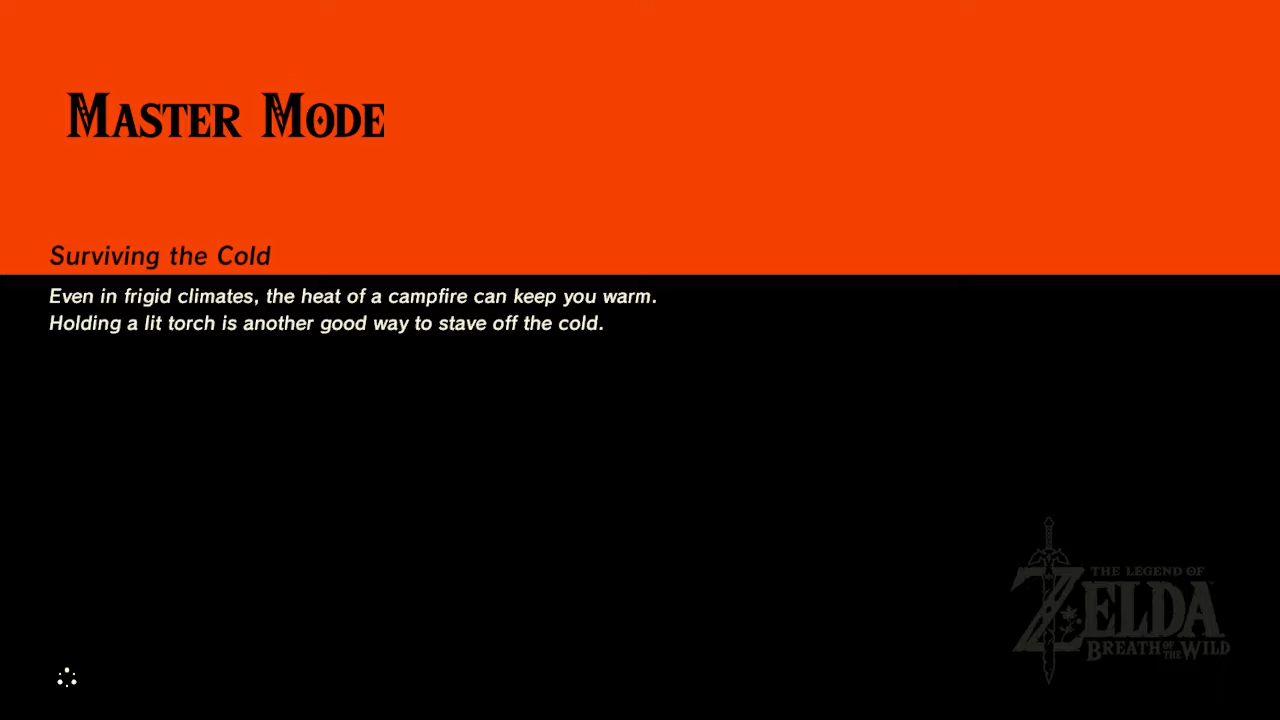 Master Mode
Surviving the Cold
Even in frigid climates, the heat of a campfire can keep you warm.
Holding a lit torch is another good way to stave off the cold.
THE LEGEND OF
ZELDA
BREATH OF THE WILD